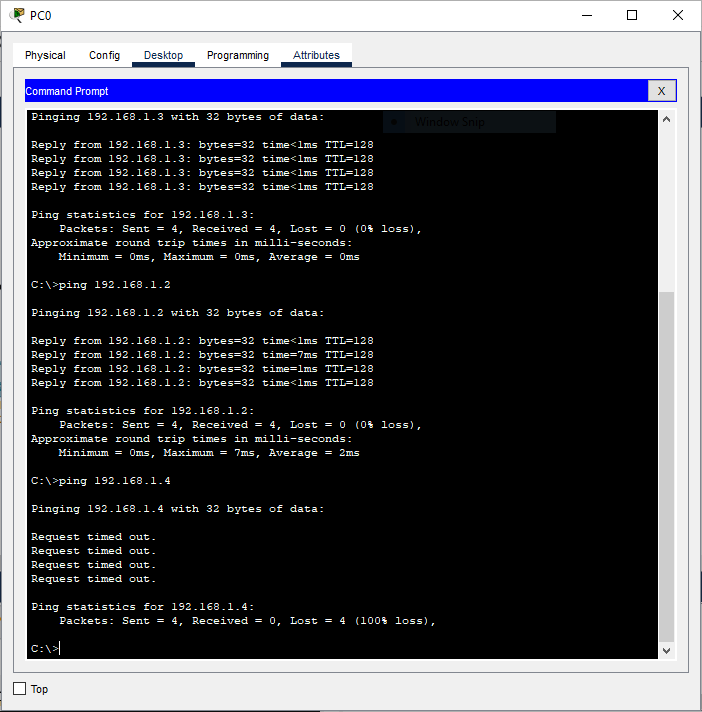 PC0
Physical Config Desktop Programming Attributes
Command Prompt X
Window Snip
Pinging 192.168.1.3 with 32 bytes of data:
Reply from 192.168.1.3: bytes=32 time<1ms TTL=128
Reply from 192.168.1.3: bytes=32 time<1ms TTL=128
Reply from 192.168.1.3: bytes=32 time<1ms TTL=128
Reply from 192.168.1.3: bytes=32 time<1ms TTL=128
Ping statistics for 192.168.1.3:
Packets: Sent = 4, Received = 4, Lost = 0 (0% loss),
Approximate round trip times in milli-seconds:
Minimum = 0ms, Maximum = 0ms, Average = 0ms
C:\>ping 192.168.1.2
Pinging 192.168.1.2 with 32 bytes of data:
Reply from 192.168.1.2: bytes=32 time<1ms TTL=128
Reply from 192.168.1.2: bytes=32 time=7ms TTL=128
Reply from 192.168.1.2: bytes=32 time=1ms TTL=128
Reply from 192.168.1.2: bytes=32 time<1ms TTL=128
Ping statistics for 192.168.1.2:
Packets: Sent = 4, Received = 4, Lost = 0 (0% loss),
Approximate round trip times in milli-seconds:
Minimum = 0ms, Maximum = 7ms, Average = 2ms
C:\>ping 192.168.1.4
Pinging 192.168.1.4 with 32 bytes of data:
Request timed out.
Request timed out.
Request timed out.
Request timed out.
Ping statistics for 192.168.1.4:
Packets: Sent = 4, Received = 0, Lost = 4 (100% loss),
C:\>
Top